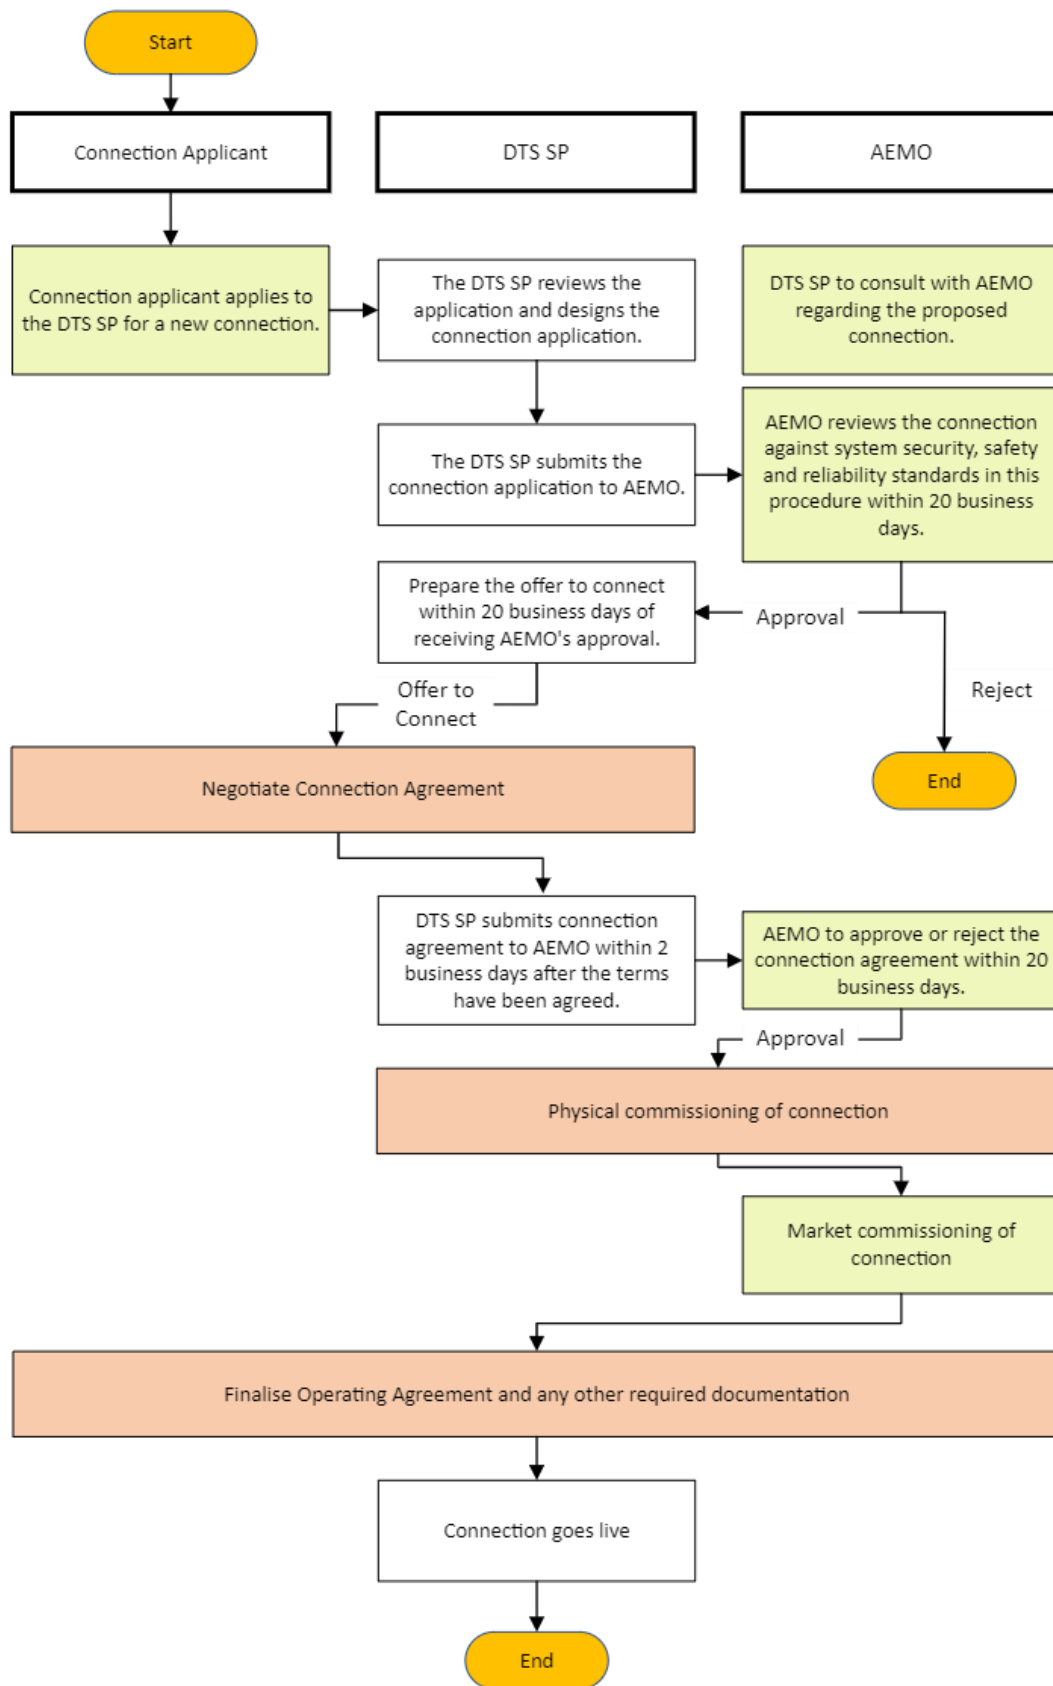 Start
Connection Applicant
DTS SP
AEMO
Connection applicant applies to
the DTS SP for a new connection.
The DTS SP reviews the
application and designs the
connection application.
DTS SP to consult with AEMO
regarding the proposed
connection.
The DTS SP submits the
connection application to AEMO.
AEMO reviews the connection
against system security, safety
and reliability standards in this
procedure within 20 business
days.
Prepare the offer to connect
within 20 business days of
receiving AEMO's approval.
Approval
Reject
Offer to
Connect
End
Negotiate Connection Agreement
DTS SP submits connection
agreement to AEMO within 2
business days after the terms
have been agreed.
AEMO to approve or reject the
connection agreement within 20
business days.
Approval
Physical commissioning of connection
Market commissioning of
connection
Finalise Operating Agreement and any other required documentation
Connection goes live
End